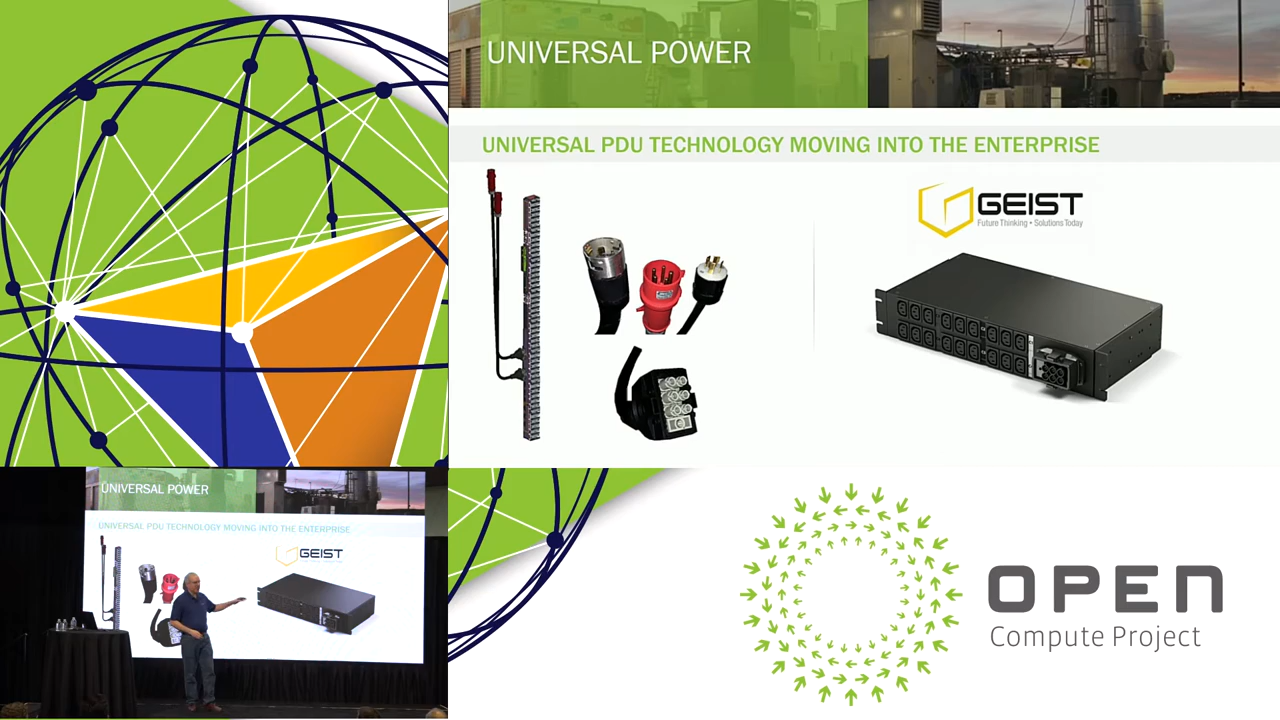 UNIVERSAL POWER
UNIVERSAL PDU TECHNOLOGY MOVING INTO THE ENTERPRISE
GEIST
Future Thinking • Solutions Today
UNIVERSAL POWER
UNIVERSAL PDU TECHNOLOGY MOVING INTO THE ENTERPRISE
GEIST
OPEN
Compute Project